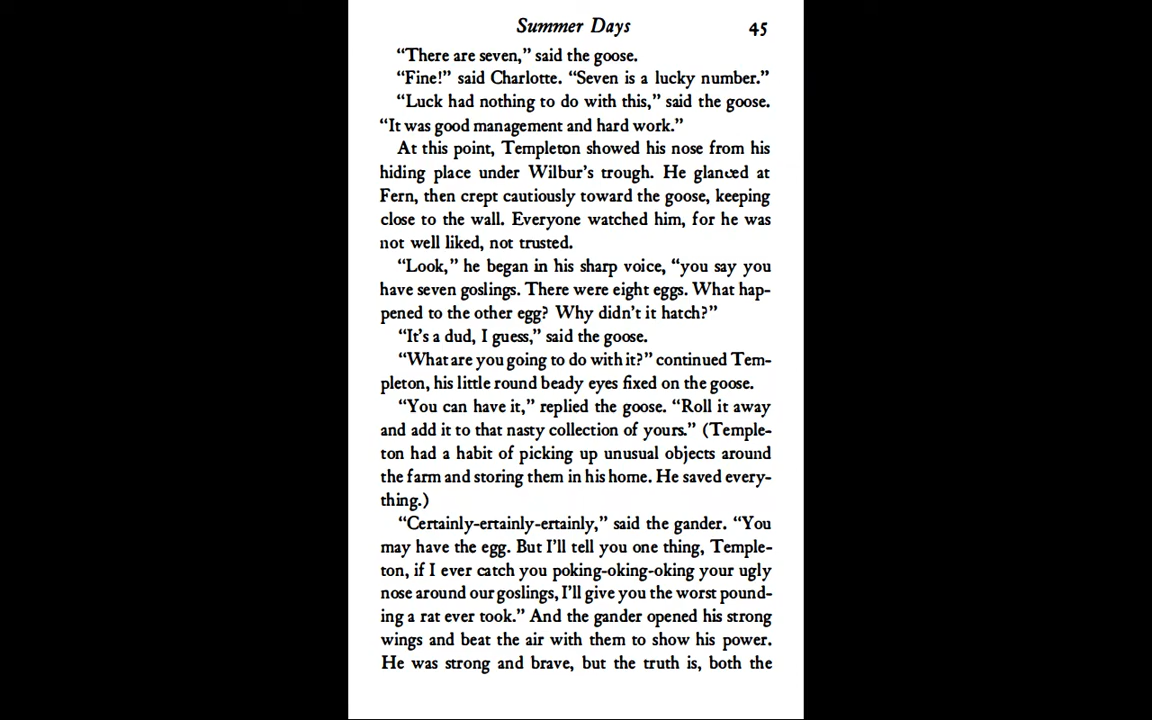 Summer Days 45
“There are seven,” said the goose.
“Fine!” said Charlotte. “Seven is a lucky number.”
“Luck had nothing to do with this,” said the goose.
“It was good management and hard work.”
At this point, Templeton showed his nose from his
hiding place under Wilbur’s trough. He glanced at
Fern, then crept cautiously toward the goose, keeping
close to the wall. Everyone watched him, for he was
not well liked, not trusted.
“Look,” he began in his sharp voice, “you say you
have seven goslings. There were eight eggs. What hap-
pened to the other egg? Why didn’t it hatch?”
“It’s a dud, I guess,” said the goose.
“What are you going to do with it?” continued Tem-
pleton, his little round beady eyes fixed on the goose.
“You can have it,” replied the goose. “Roll it away
and add it to that nasty collection of yours.” (Temple-
ton had a habit of picking up unusual objects around
the farm and storing them in his home. He saved every-
thing.)
“Certainly-ertainly-ertainly,” said the gander. “You
may have the egg. But I’ll tell you one thing, Temple-
ton, if I ever catch you poking-oking-oking your ugly
nose around our goslings, I’ll give you the worst pound-
ing a rat ever took.” And the gander opened his strong
wings and beat the air with them to show his power.
He was strong and brave, but the truth is, both the